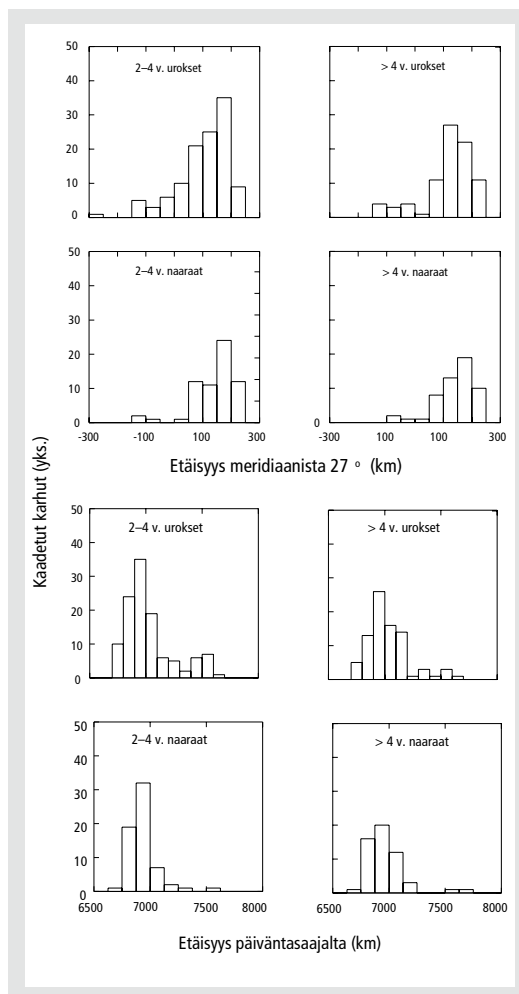 50
40
30
20
10
0
2–4 v. urokset
> 4 v. urokset
50
40
30
20
10
0
2–4 v. naaraat
> 4 v. naaraat
0
-300 -100 100 300
-300 -100 100 300
Etäisyys meridiaanista 27 ° (km)
Kaadetut karhut (yks.)
50
40
30
20
10
0
2–4 v. urokset
> 4 v. urokset
50
40
30
20
10
0
2–4 v. naaraat
> 4 v. naaraat
6500 7000 7500 8000
6500 7000 7500 8000
Etäisyys päiväntasaajalta (km)